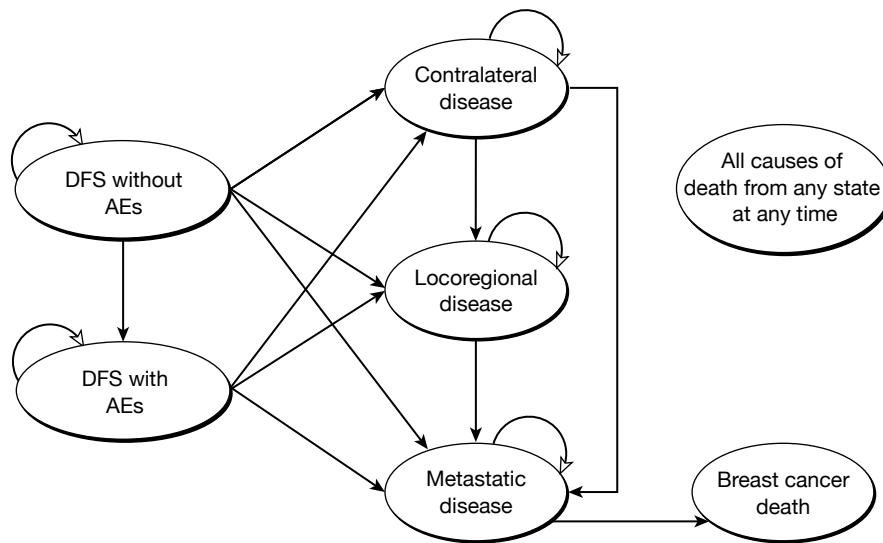 Contralateral
disease
DFS without
AEs
All causes of
death from any state
at any time
Locoregional
disease
DFS with
AEs
Metastatic
disease
Breast cancer
death